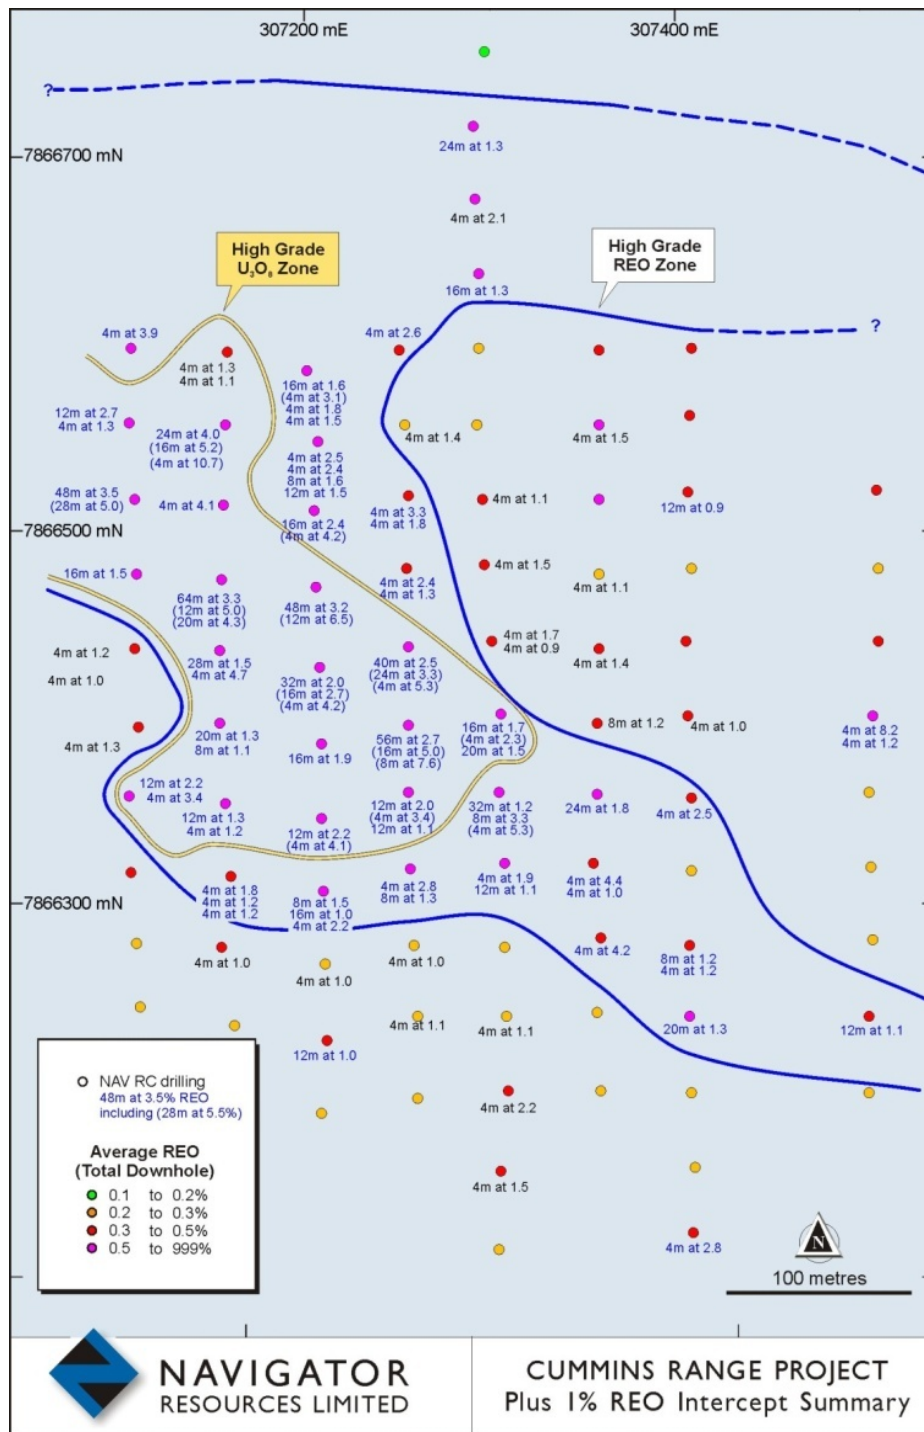 307200 mE
307400 mE
24m at 1.3
7866700 mN
4m at 2.1
High Grade
U₃O₈ Zone
High Grade
REO Zone
16m at 1.3
?
?
4m at 3.9
4m at 1.3
4m at 1.1
4m at 2.6
16m at 1.6
(4m at 3.1)
4m at 1.8
4m at 1.5
12m at 2.7
4m at 1.3
24m at 4.0
(16m at 5.2)
(4m at 10.7)
4m at 2.5
4m at 2.4
8m at 1.6
12m at 1.5
4m at 1.4
4m at 1.5
48m at 3.5
(28m at 5.0)
4m at 4.1
16m at 2.4
(4m at 4.2)
4m at 3.3
4m at 1.8
4m at 1.1
12m at 0.9
7866500 mN
16m at 1.5
64m at 3.3
(12m at 5.0)
(20m at 4.3)
48m at 3.2
(12m at 6.5)
4m at 2.4
4m at 1.3
4m at 1.5
4m at 1.1
4m at 1.2
4m at 1.0
28m at 1.5
4m at 4.7
32m at 2.0
(16m at 2.7)
(4m at 4.2)
40m at 2.5
(24m at 3.3)
(4m at 5.3)
4m at 1.7
4m at 0.9
4m at 1.4
4m at 1.3
20m at 1.3
8m at 1.1
16m at 1.9
56m at 2.7
(16m at 5.0)
(8m at 7.6)
16m at 1.7
(4m at 2.3)
20m at 1.5
8m at 1.2
4m at 1.0
4m at 8.2
4m at 1.2
12m at 2.2
4m at 3.4
12m at 1.3
4m at 1.2
12m at 2.2
(4m at 4.1)
12m at 2.0
(4m at 3.4)
12m at 1.1
32m at 1.2
8m at 3.3
(4m at 5.3)
24m at 1.8
4m at 2.5
7866300 mN
4m at 1.8
4m at 1.2
4m at 1.2
8m at 1.5
16m at 1.0
4m at 2.2
4m at 2.8
8m at 1.3
4m at 1.9
12m at 1.1
4m at 4.4
4m at 1.0
4m at 1.0
4m at 1.0
4m at 1.0
4m at 4.2
8m at 1.2
4m at 1.2
12m at 1.0
4m at 1.1
4m at 1.1
20m at 1.3
12m at 1.1
4m at 2.2
4m at 1.5
4m at 2.8
NAV RC drilling
48m at 3.5% REO
including (28m at 5.5%)
Average REO
(Total Downhole)
0.1 to 0.2%
0.2 to 0.3%
0.3 to 0.5%
0.5 to 999%
N
100 metres
NAVIGATOR
RESOURCES LIMITED
CUMMINS RANGE PROJECT
Plus 1% REO Intercept Summary